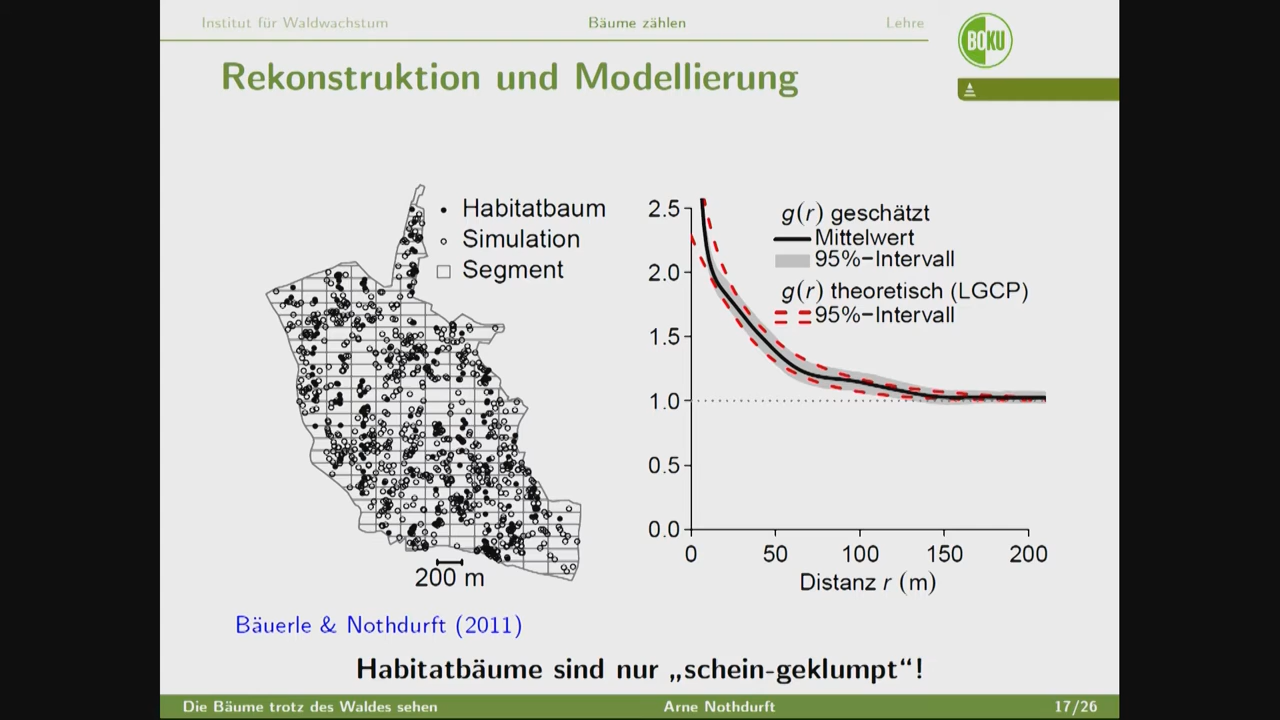 Institut für Waldwachstum
Bäume zählen
Lehre
BOKU
Rekonstruktion und Modellierung
Habitatbaum
Simulation
Segment
200 m
2.5
2.0
1.5
1.0
0.5
0.0
g(r) geschätzt
Mittelwert
95%−Intervall
g(r) theoretisch (LGCP)
95%−Intervall
0 50 100 150 200
Distanz r (m)
Bäuerle & Nothdurft (2011)
Habitatbäume sind nur „schein-geklumpt“!
Die Bäume trotz des Waldes sehen
Arne Nothdurft
17/26